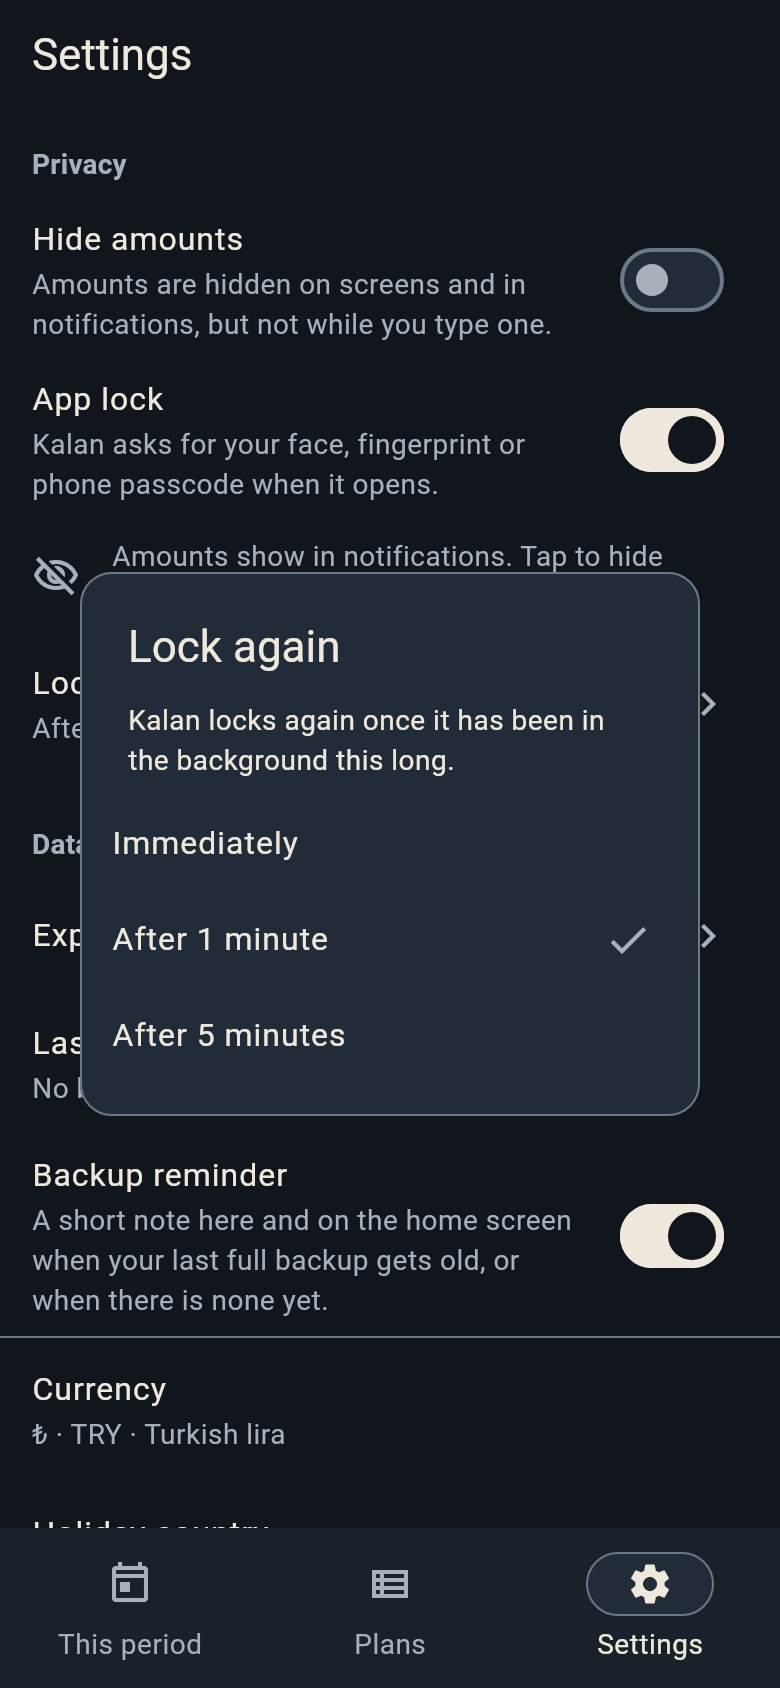 Settings
Privacy
Hide amounts
Amounts are hidden on screens and in
notifications, but not while you type one.
App lock
Kalan asks for your face, fingerprint or
phone passcode when it opens.
Amounts show in notifications. Tap to hide
Lock again
Kalan locks again once it has been in
the background this long.
Immediately
After 1 minute
After 5 minutes
No
Backup reminder
A short note here and on the home screen
when your last full backup gets old, or
when there is none yet.
Currency
₺ · TRY · Turkish lira
Holiday country
This period
Plans
Settings